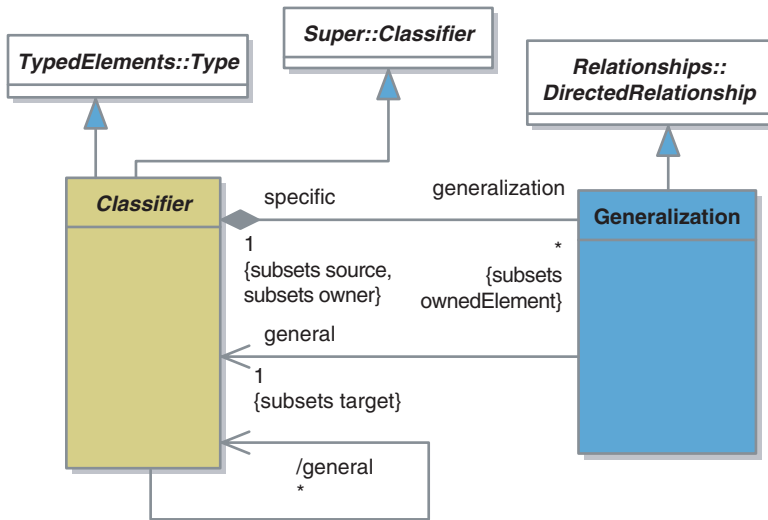 TypedElements::Type
Super::Classifier
Relationships::
DirectedRelationship
Classifier
specific
generalization
Generalization
1
{subsets source,
subsets owner}
*
{subsets
ownedElement}
general
1
{subsets target}
/general
*